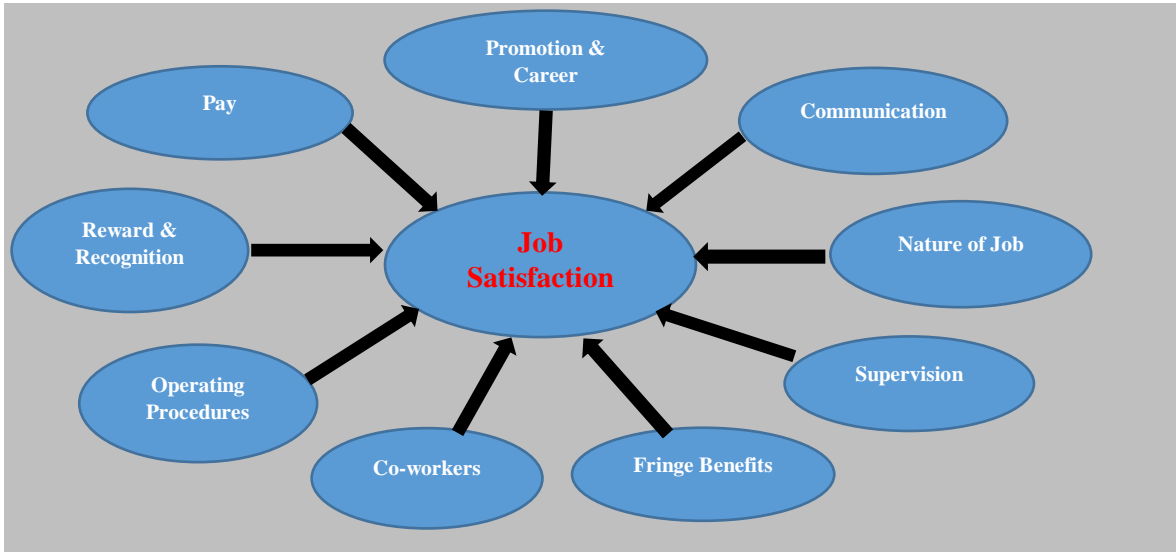 Promotion &
Career
Pay
Communication
Reward &
Recognition
Job
Satisfaction
Nature of Job
Operating
Procedures
Supervision
Co-workers
Fringe Benefits